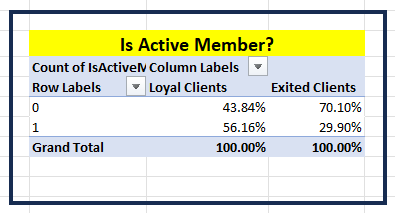 Is Active Member?
Count of IsActiveM Column Labels
Row Labels Loyal Clients Exited Clients
0 43.84% 70.10%
1 56.16% 29.90%
Grand Total 100.00% 100.00%